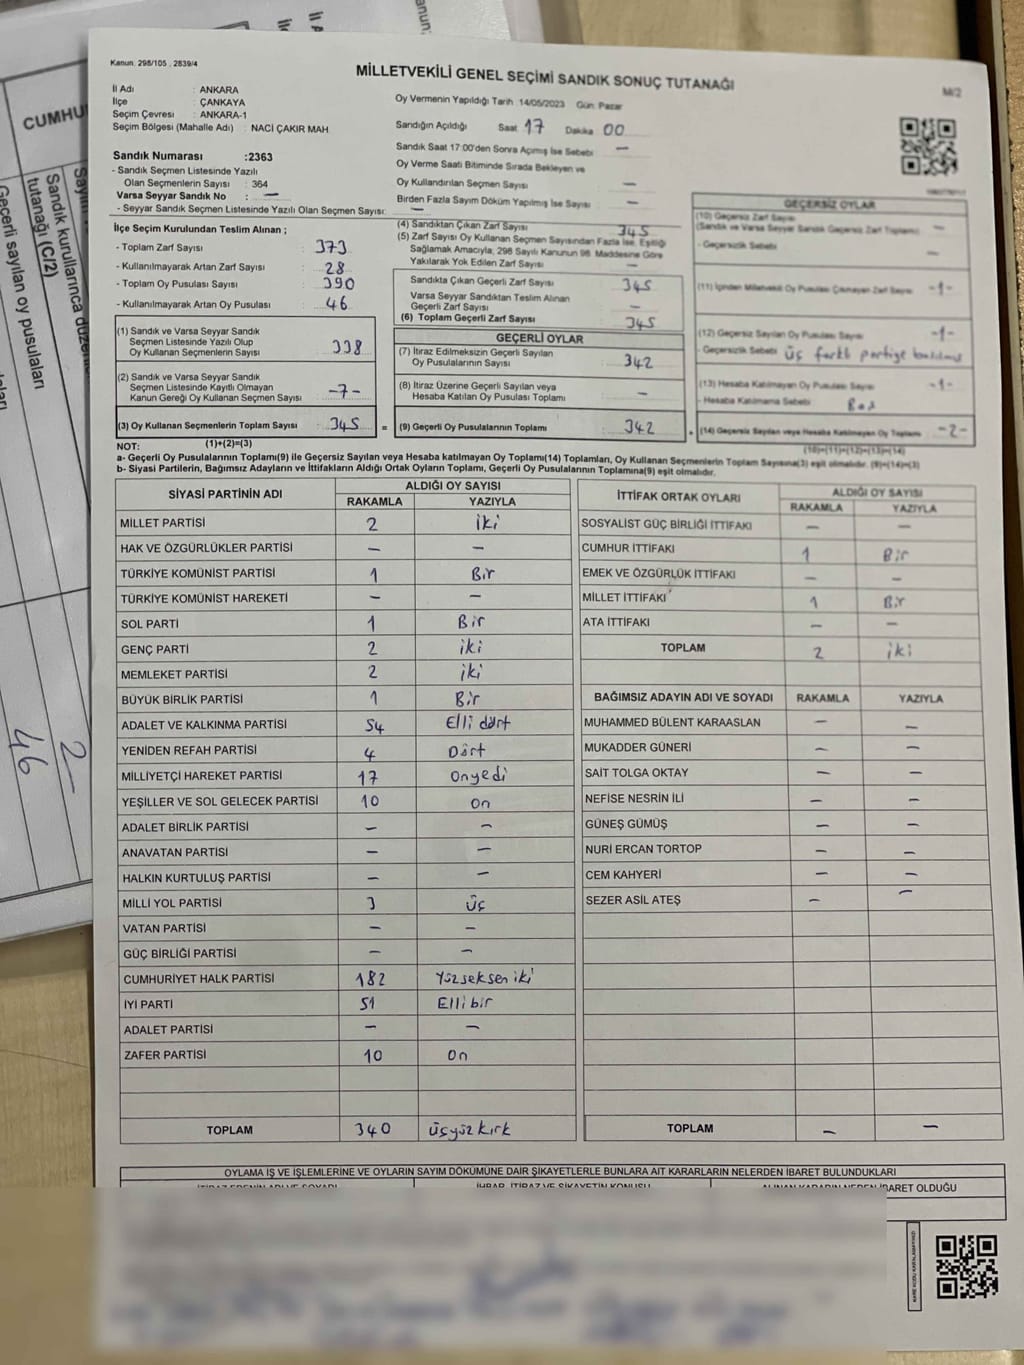 Kanun, 298/105 , 2839/4
MİLLETVEKİLİ GENEL SEÇİMİ SANDIK SONUÇ TUTANAĞI
M/2
İl Adı : ANKARA
İlçe : ÇANKAYA
Seçim Çevresi : ANKARA-1
Seçim Bölgesi (Mahalle Adı) : NACİ ÇAKIR MAH
Sandık Numarası :2363
- Sandık Seçmen Listesinde Yazılı
Olan Seçmenlerin Sayısı : 364
Varsa Seyyar Sandık No : —
- Seyyar Sandık Seçmen Listesinde Yazılı Olan Seçmen Sayısı: —
Oy Vermenin Yapıldığı Tarih :14/05/2023 Gün: Pazar
Sandığın Açıldığı Saat 17 Dakika 00
Sandık Saat 17:00'den Sonra Açımış İse Sebebi —
Oy Verme Saati Bitiminde Sırada Bekleyen ve
Oy Kullandırılan Seçmen Sayısı —
Birden Fazla Sayım Döküm Yapılmış İse Sayısı —
İlçe Seçim Kurulundan Teslim Alınan ;
- Toplam Zarf Sayısı : 373
- Kullanılmayarak Artan Zarf Sayısı : 28
- Toplam Oy Pusulası Sayısı : 390
- Kullanılmayarak Artan Oy Pusulası : 46
(1) Sandık ve Varsa Seyyar Sandık
Seçmen Listesinde Yazılı Olup
Oy Kullanan Seçmenlerin Sayısı 338
(2) Sandık ve Varsa Seyyar Sandık
Seçmen Listesinde Kayıtlı Olmayan
Kanun Gereği Oy Kullanan Seçmen Sayısı -7-
(3) Oy Kullanan Seçmenlerin Toplam Sayısı 345 =
(1)+(2)=(3)
(4) Sandıktan Çıkan Zarf Sayısı 345
(5) Zarf Sayısı Oy Kullanan Seçmen Sayısından Fazla İse, Eşitliği
Sağlamak Amacıyla, 298 Sayılı Kanunun 98. Maddesine Göre
Yakılarak Yok Edilen Zarf Sayısı —
Sandıkta Çıkan Geçerli Zarf Sayısı 345
Varsa Seyyar Sandıktan Teslim Alınan
Geçerli Zarf Sayısı —
(6) Toplam Geçerli Zarf Sayısı 345
GEÇERLİ OYLAR
(7) İtiraz Edilmeksizin Geçerli Sayılan
Oy Pusulalarının Sayısı 342
(8) İtiraz Üzerine Geçerli Sayılan veya
Hesaba Katılan Oy Pusulası Toplamı —
(9) Geçerli Oy Pusulalarının Toplamı 342
GEÇERSİZ OYLAR
(10) Geçersiz Zarf Sayısı
(Sandık ve Varsa Seyyar Sandık Geçersiz Zarf Toplamı) —
- Geçersizlik Sebebi —
(11) İçinden Milletvekili Oy Pusulası Çıkmayan Zarf Sayısı -1-
(12) Geçersiz Sayılan Oy Pusulası Sayısı -1-
- Geçersizlik Sebebi üç farklı partiye
(13) Hesaba Katılmayan Oy Pusulası Sayısı -1-
- Hesaba Katılmama Sebebi Boş
(14) Geçersiz Sayılan veya Hesaba Katılmayan Oy Toplamı -2-
(10)+(11)+(12)+(13)=(14)
NOT:
a- Geçerli Oy Pusulalarının Toplamı(9) ile Geçersiz Sayılan veya Hesaba katılmayan Oy Toplamı(14) Toplamları, Oy Kullanan Seçmenlerin Toplam Sayısına(3) eşit olmalıdır. (9)+(14)=(3)
b- Siyasi Partilerin, Bağımsız Adayların ve İttifakların Aldığı Ortak Oyların Toplamı, Geçerli Oy Pusulalarının Toplamına(9) eşit olmalıdır.
SİYASİ PARTİNİN ADI ALDIĞI OY SAYISI
RAKAMLA YAZIYLA
MİLLET PARTİSİ 2 iki
HAK VE ÖZGÜRLÜKLER PARTİSİ — —
TÜRKİYE KOMÜNİST PARTİSİ 1 Bir
TÜRKİYE KOMÜNİST HAREKETİ — —
SOL PARTİ 1 Bir
GENÇ PARTİ 2 iki
MEMLEKET PARTİSİ 2 iki
BÜYÜK BİRLİK PARTİSİ 1 Bir
ADALET VE KALKINMA PARTİSİ 54 Elli dört
YENİDEN REFAH PARTİSİ 4 Dört
MİLLİYETÇİ HAREKET PARTİSİ 17 Onyedi
YEŞİLLER VE SOL GELECEK PARTİSİ 10 On
ADALET BİRLİK PARTİSİ — —
ANAVATAN PARTİSİ — —
HALKIN KURTULUŞ PARTİSİ — —
MİLLİ YOL PARTİSİ 3 üç
VATAN PARTİSİ — —
GÜÇ BİRLİĞİ PARTİSİ — —
CUMHURİYET HALK PARTİSİ 182 Yüzseksen iki
İYİ PARTİ 51 Elli bir
ADALET PARTİSİ — —
ZAFER PARTİSİ 10 On
TOPLAM 340 üçyüz kırk
İTTİFAK ORTAK OYLARI ALDIĞI OY SAYISI
RAKAMLA YAZIYLA
SOSYALİST GÜÇ BİRLİĞİ İTTİFAKI — —
CUMHUR İTTİFAKI 1 Bir
EMEK VE ÖZGÜRLÜK İTTİFAKI — —
MİLLET İTTİFAKI 1 Bir
ATA İTTİFAKI — —
TOPLAM 2 iki
BAĞIMSIZ ADAYIN ADI VE SOYADI RAKAMLA YAZIYLA
MUHAMMED BÜLENT KARAASLAN — —
MUKADDER GÜNERİ — —
SAİT TOLGA OKTAY — —
NEFİSE NESRİN İLİ — —
GÜNEŞ GÜMÜŞ — —
NURİ ERCAN TORTOP — —
CEM KAHYERİ — —
SEZER ASİL ATEŞ — —
TOPLAM — —
OYLAMA İŞ VE İŞLEMLERİNE VE OYLARIN SAYIM DÖKÜMÜNE DAİR ŞİKAYETLERLE BUNLARA AİT KARARLARIN NELERDEN İBARET BULUNDUKLARI
İHBAR, İTİRAZ VE ŞİKAYETİN KONUSU
ALINAN KARARIN NEDEN İBARET OLDUĞU
KARE KODU KARALAMAYINIZ!
CUMHU
Sandık kurullarınca düze
tutanağı (C/2)
Geçerli sayılan oy pusulaları
2
46